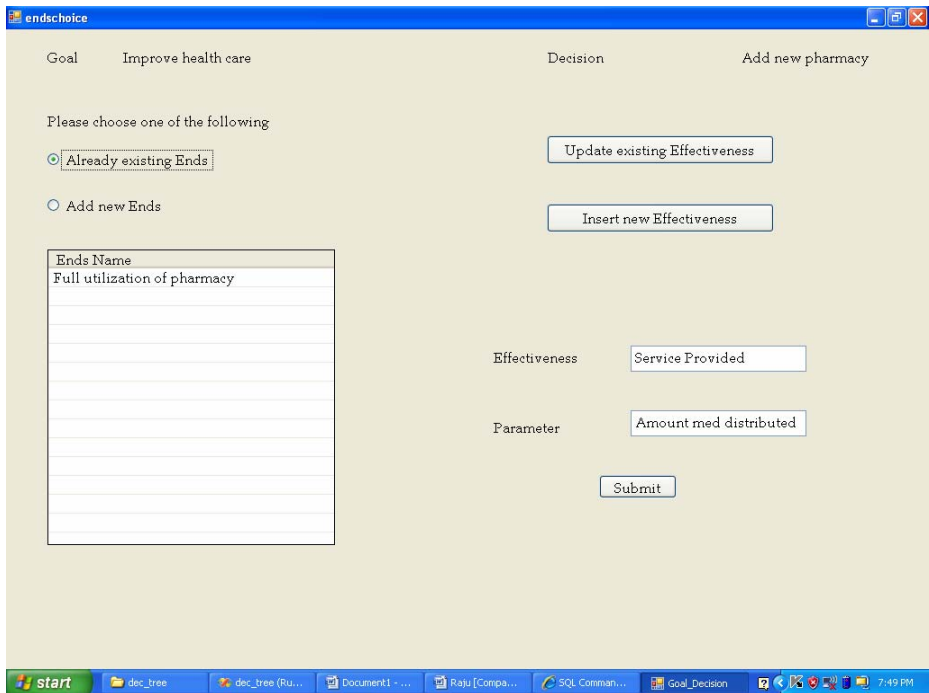 endschoice
Goal Improve health care Decision Add new pharmacy
Please choose one of the following
Already existing Ends
Add new Ends
Update existing Effectiveness
Insert new Effectiveness
Ends Name
Full utilization of pharmacy
Effectiveness Service Provided
Parameter Amount med distributed
Submit
start dec_tree dec_tree (Ru... Document1 - ... Raju [Compa... SQL Comman... Goal_Decision 7:49 PM